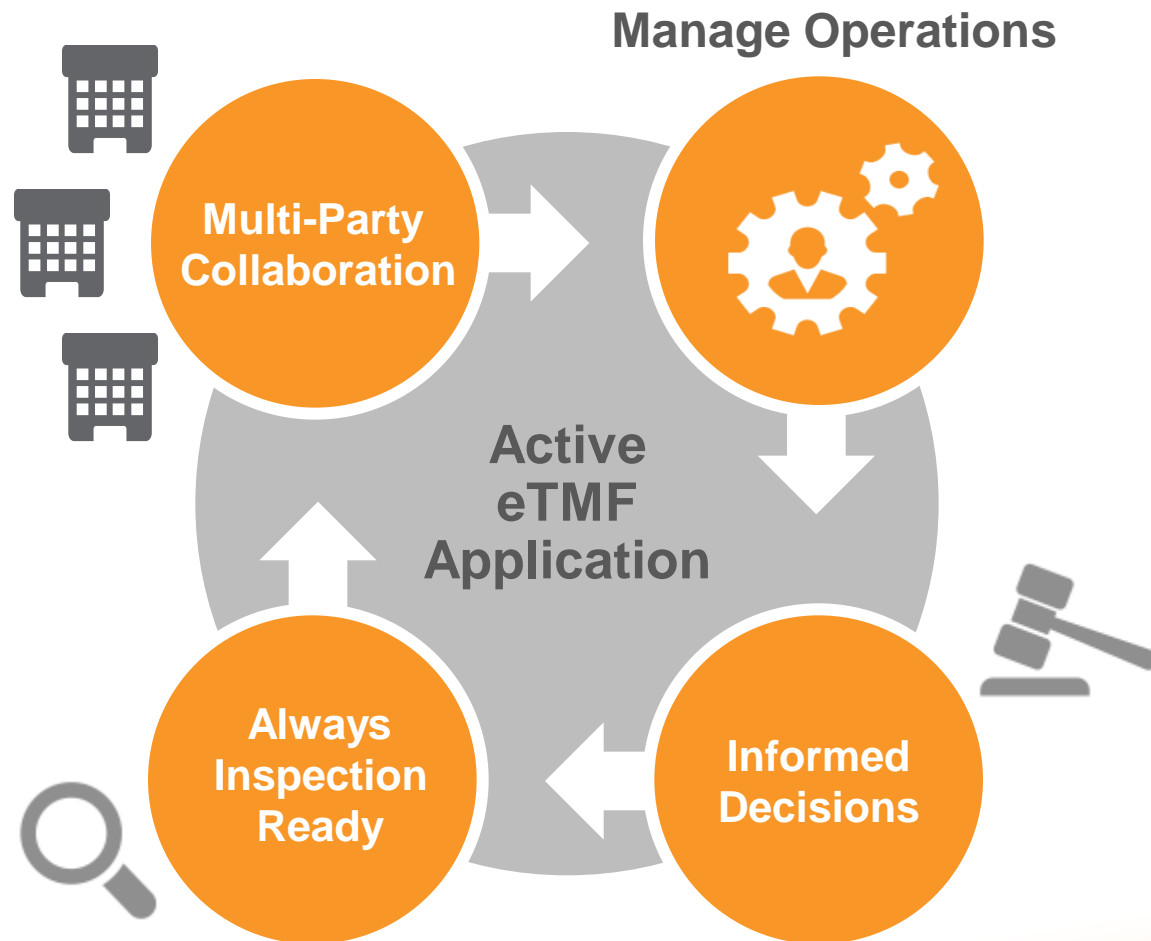 Manage Operations
Multi-Party
Collaboration
Active
eTMF
Application
Always
Inspection
Ready
Informed
Decisions